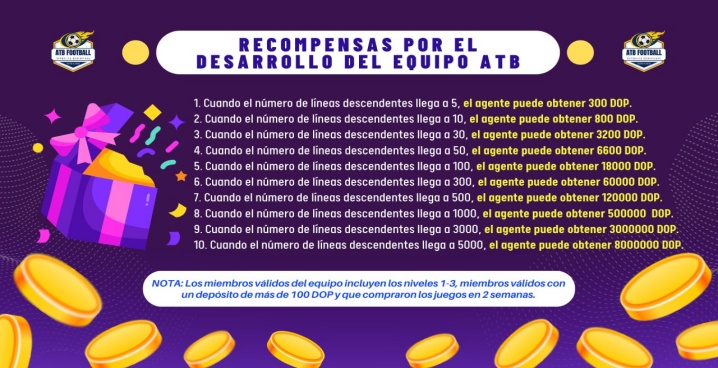 RECOMPENSAS POR EL
DESARROLLO DEL EQUIPO ATB
ATB FOOTBALL
ATB FOOTBALL
1. Cuando el número de líneas descendentes llega a 5, el agente puede obtener 300 DOP.
2. Cuando el número de líneas descendentes llega a 10, el agente puede obtener 800 DOP.
3. Cuando el número de líneas descendentes llega a 30, el agente puede obtener 3200 DOP.
4. Cuando el número de líneas descendentes llega a 50, el agente puede obtener 6600 DOP.
5. Cuando el número de líneas descendentes llega a 100, el agente puede obtener 18000 DOP.
6. Cuando el número de líneas descendentes llega a 300, el agente puede obtener 60000 DOP.
7. Cuando el número de líneas descendentes llega a 500, el agente puede obtener 120000 DOP.
8. Cuando el número de líneas descendentes llega a 1000, el agente puede obtener 500000 DOP.
9. Cuando el número de líneas descendentes llega a 3000, el agente puede obtener 3000000 DOP.
10. Cuando el número de líneas descendentes llega a 5000, el agente puede obtener 8000000 DOP.
NOTA: Los miembros válidos del equipo incluyen los niveles 1-3, miembros válidos con
un depósito de más de 100 DOP y que compraron los juegos en 2 semanas.